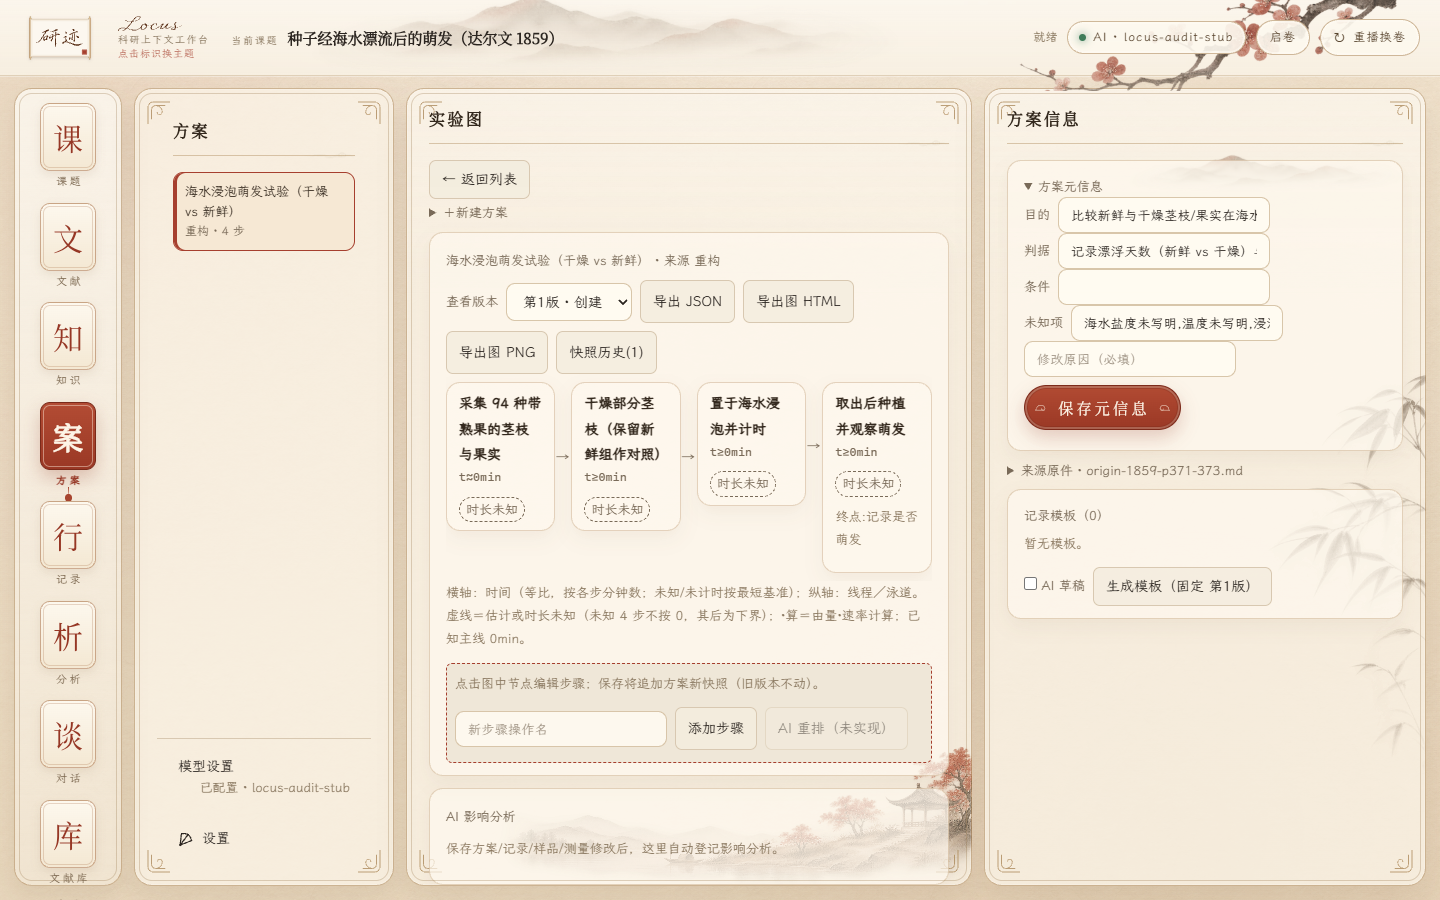 研迹
Locus
科研上下文工作台
点击标识换主题
当前课题 种子经海水漂流后的萌发（达尔文 1859）
就绪
AI · locus-audit-stub
启卷
↻ 重播换卷
课
课题
文
文献
知
知识
案
方案
行
记录
析
分析
谈
对话
库
文献库
方案
海水浸泡萌发试验（干燥
vs 新鲜）
重构 · 4 步
模型设置
已配置 · locus-audit-stub
设置
实验图
← 返回列表
▶ ＋新建方案
海水浸泡萌发试验（干燥 vs 新鲜） · 来源 重构
查看版本
第1版 · 创建
导出 JSON
导出图 HTML
导出图 PNG
快照历史(1)
采集 94 种带
熟果的茎枝
与果实
t≈0min
时长未知
→
干燥部分茎
枝（保留新
鲜组作对照）
t≥0min
时长未知
→
置于海水浸
泡并计时
t≥0min
时长未知
→
取出后种植
并观察萌发
t≥0min
时长未知
终点:记录是否
萌发
横轴：时间（等比，按各步分钟数；未知/未计时按最短基准）；纵轴：线程／泳道。
虚线＝估计或时长未知（未知 4 步不按 0，其后为下界）；·算＝由量·速率计算；已
知主线 0min。
点击图中节点编辑步骤；保存将追加方案新快照（旧版本不动）。
新步骤操作名
添加步骤
AI 重排（未实现）
AI 影响分析
保存方案/记录/样品/测量修改后，这里自动登记影响分析。
方案信息
▼ 方案元信息
目的 比较新鲜与干燥茎枝/果实在海
判据 记录漂浮天数（新鲜 vs 干燥）
条件
未知项 海水盐度未写明,温度未写明,浸
修改原因（必填）
保存元信息
▶ 来源原件 · origin-1859-p371-373.md
记录模板（0）
暂无模板。
AI 草稿
生成模板（固定 第1版）